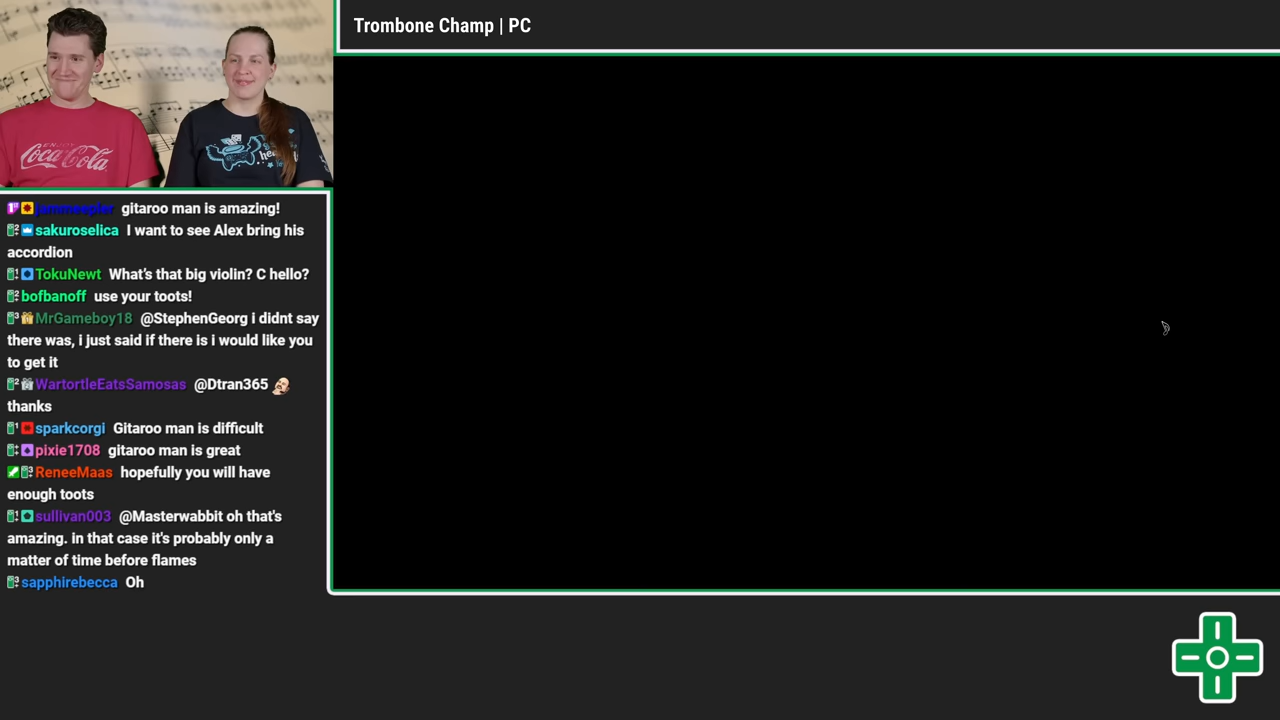 Trombone Champ | PC
ENJOY
Coca-Cola
jammeepler gitaroo man is amazing!
sakuroselica I want to see Alex bring his
accordion
TokuNewt What's that big violin? C hello?
bofbanoff use your toots!
MrGameboy18 @StephenGeorg i didnt say
there was, i just said if there is i would like you
to get it
WartortleEatsSamosas @Dtran365
thanks
sparkcorgi Gitaroo man is difficult
pixie1708 gitaroo man is great
ReneeMaas hopefully you will have
enough toots
sullivan003 @Masterwabbit oh that's
amazing. in that case it's probably only a
matter of time before flames
sapphirebecca Oh